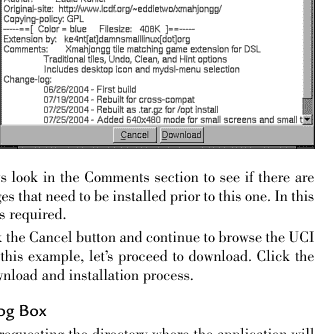 Original-site: http://www.lcdf.org/~eddietwo/xmahjongg/
Copying-policy: GPL
-----==[ Color = blue Filesize: 408K ]==------
Extension by: ke4nt[at]damnsmalllinux[dot]org
Comments: Xmahjongg tile matching game extension for DSL
Traditional tiles, Undo, Clean, and Hint options
Includes desktop icon and mydsl-menu selection
Change-log:
06/26/2004 - First build
07/19/2004 - Rebuilt for cross-compat
07/25/2004 - Rebuilt as .tar.gz for /opt install
07/25/2004 - Added 640x480 mode for small screens and small t
Cancel Download
s look in the Comments section to see if there are
ges that need to be installed prior to this one. In this
s required.
the Cancel button and continue to browse the UCI
this example, let's proceed to download. Click the
wnload and installation process.
og Box
requesting the directory where the application will